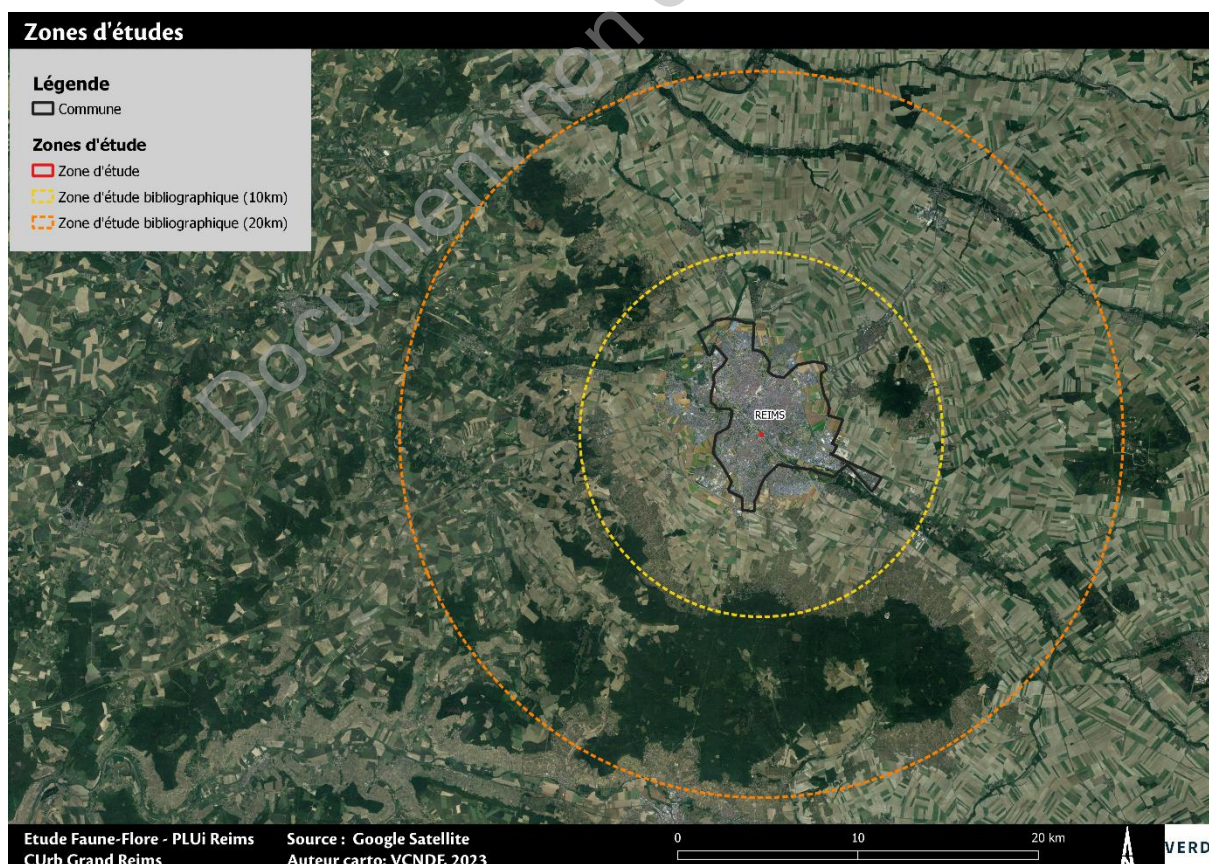 Zones d'études
Légende
Commune
Zones d'étude
Zone d'étude
Zone d'étude bibliographique (10km)
Zone d'étude bibliographique (20km)
Document non
REIMS
Etude Faune-Flore - PLUi Reims
CUrb Grand Reims
Source : Google Satellite
Auteur carto: VCNDF, 2023
0 10 20 km
VERD